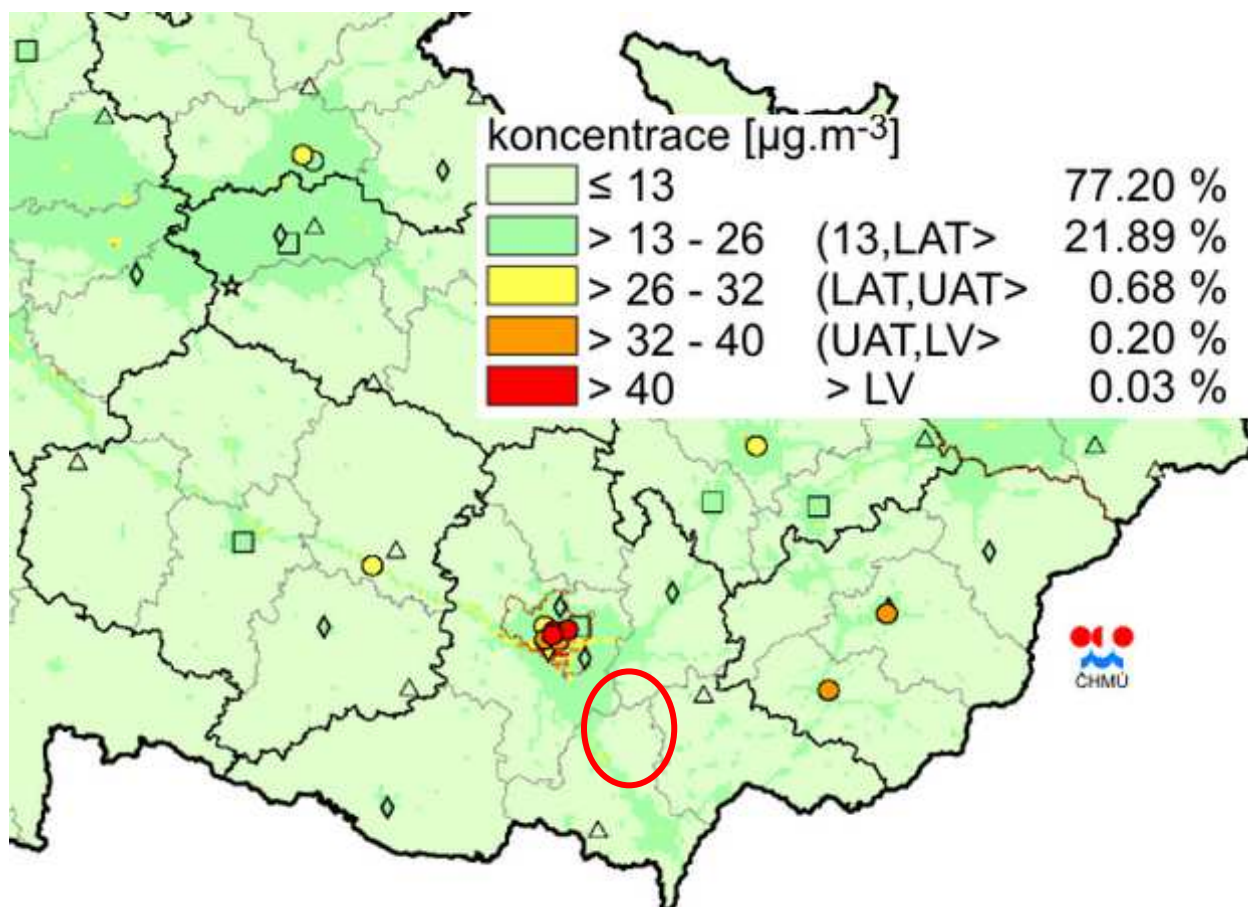 koncentrace [µg.m-3]
≤ 13 77.20 %
> 13 - 26 (13,LAT> 21.89 %
> 26 - 32 (LAT,UAT> 0.68 %
> 32 - 40 (UAT,LV> 0.20 %
> 40 > LV 0.03 %
ČHMÚ